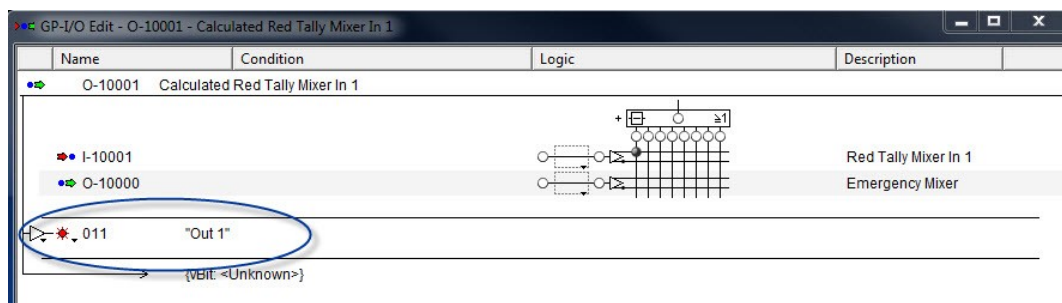 GP-I/O Edit - O-10001 - Calculated Red Tally Mixer In 1
Name Condition Logic Description
O-10001 Calculated Red Tally Mixer In 1
+ ≥1
I-10001 Red Tally Mixer In 1
O-10000 Emergency Mixer
011 "Out 1"
{vBit: <Unknown>}